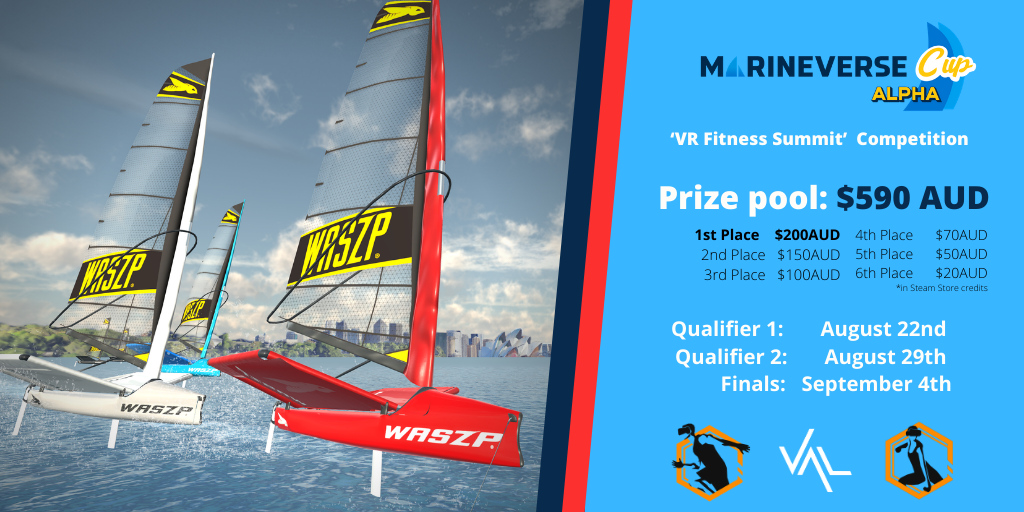 WASZP
WASZP
WASZP
WASZP
MARINEVERSE Cup
ALPHA
‘VR Fitness Summit’ Competition
Prize pool: $590 AUD
1st Place $200AUD 4th Place $70AUD
2nd Place $150AUD 5th Place $50AUD
3rd Place $100AUD 6th Place $20AUD
*in Steam Store credits
Qualifier 1: August 22nd
Qualifier 2: August 29th
Finals: September 4th
VAL